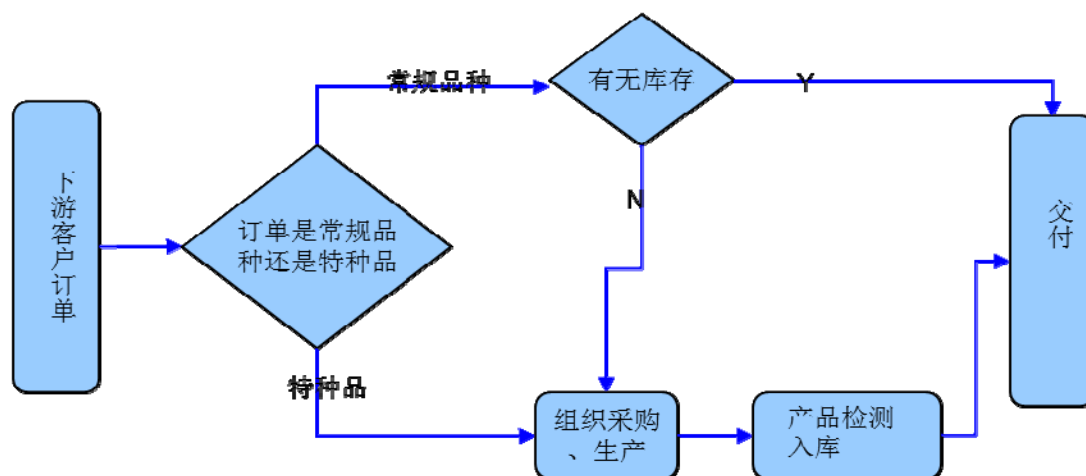 下游客户订单
订单是常规品
种还是特种品
常规品种
有无库存
Y
N
特种品
组织采购
、生产
产品检测
入库
交付